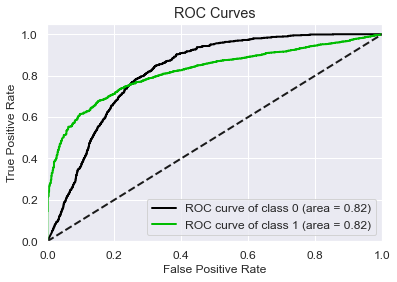 ROC Curves
True Positive Rate
1.0
0.8
0.6
0.4
0.2
0.0
ROC curve of class 0 (area = 0.82)
ROC curve of class 1 (area = 0.82)
0.0 0.2 0.4 0.6 0.8 1.0
False Positive Rate